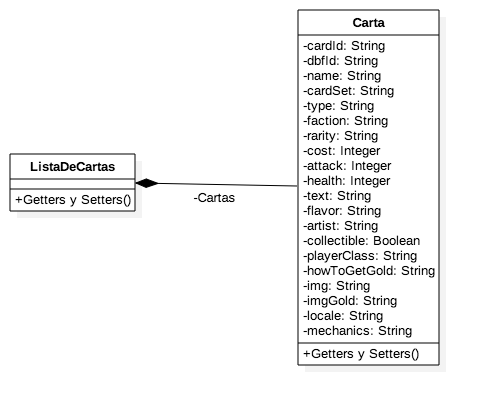 ListaDeCartas
+Getters y Setters()
-Cartas
Carta
-cardId: String
-dbfId: String
-name: String
-cardSet: String
-type: String
-faction: String
-rarity: String
-cost: Integer
-attack: Integer
-health: Integer
-text: String
-flavor: String
-artist: String
-collectible: Boolean
-playerClass: String
-howToGetGold: String
-img: String
-imgGold: String
-locale: String
-mechanics: String
+Getters y Setters()